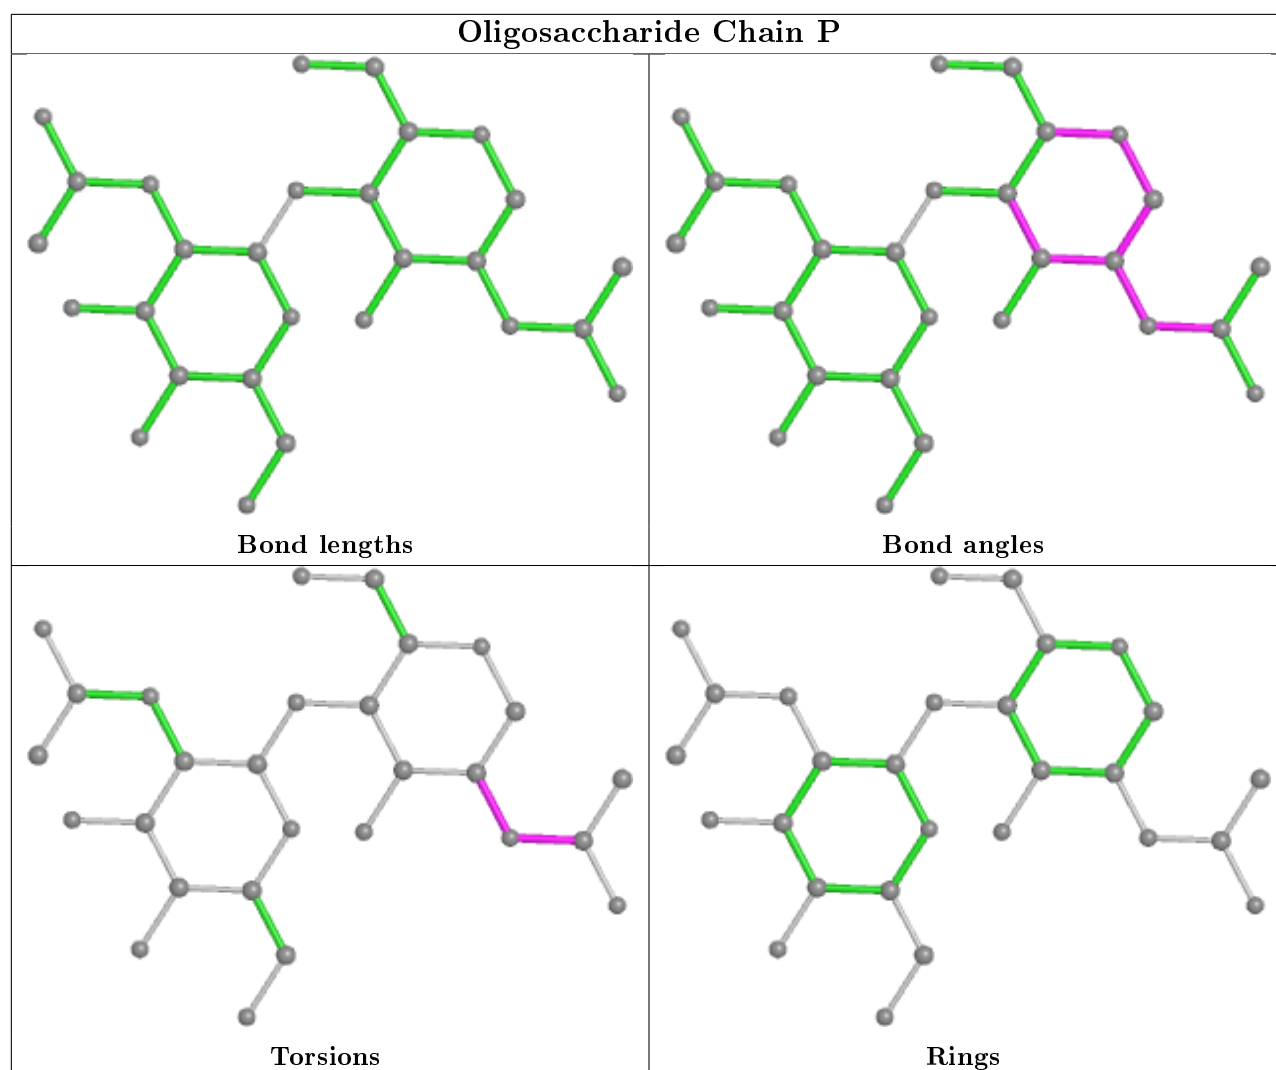 Oligosaccharide Chain P
Bond lengths
Bond angles
Torsions
Rings